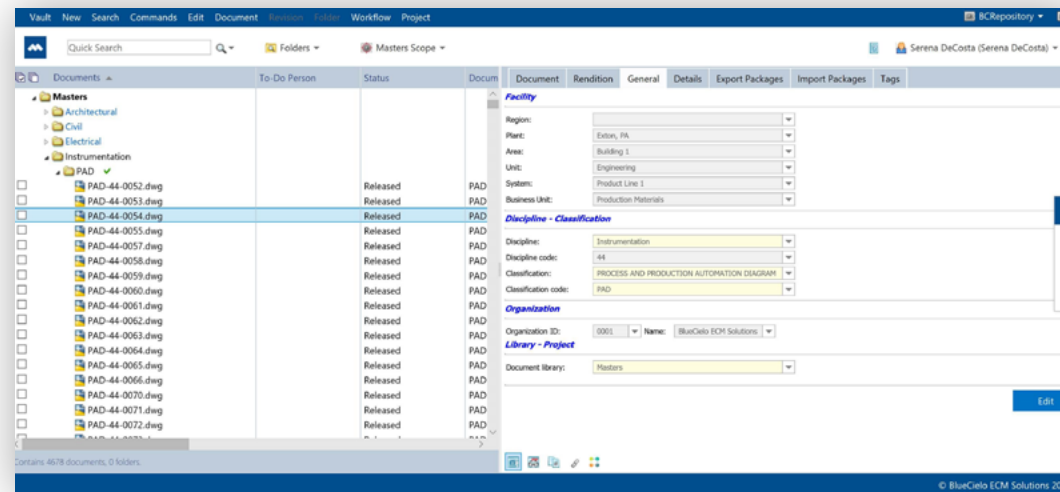 Vault New Search Commands Edit Document Revision Folder Workflow Project BCRepository
Quick Search Folders Masters Scope Serena DeCosta (Serena DeCosta)
Documents To-Do Person Status Docum
Document Rendition General Details Export Packages Import Packages Tags
Masters
Architectural
Civil
Electrical
Instrumentation
PAD
PAD-44-0052.dwg Released PAD
PAD-44-0053.dwg Released PAD
PAD-44-0054.dwg Released PAD
PAD-44-0055.dwg Released PAD
PAD-44-0057.dwg Released PAD
PAD-44-0058.dwg Released PAD
PAD-44-0059.dwg Released PAD
PAD-44-0060.dwg Released PAD
PAD-44-0061.dwg Released PAD
PAD-44-0062.dwg Released PAD
PAD-44-0063.dwg Released PAD
PAD-44-0064.dwg Released PAD
PAD-44-0065.dwg Released PAD
PAD-44-0066.dwg Released PAD
PAD-44-0070.dwg Released PAD
PAD-44-0071.dwg Released PAD
PAD-44-0072.dwg Released PAD
Contains 4678 documents, 0 folders.
Facility
Region:
Plant: Exton, PA
Area: Building 1
Unit: Engineering
System: Product Line 1
Business Unit: Production Materials
Discipline - Classification
Discipline: Instrumentation
Discipline code: 44
Classification: PROCESS AND PRODUCTION AUTOMATION DIAGRAM
Classification code: PAD
Organization
Organization ID: 0001 Name: BlueCielo ECM Solutions
Library - Project
Document library: Masters
Edit
© BlueCielo ECM Solutions 20